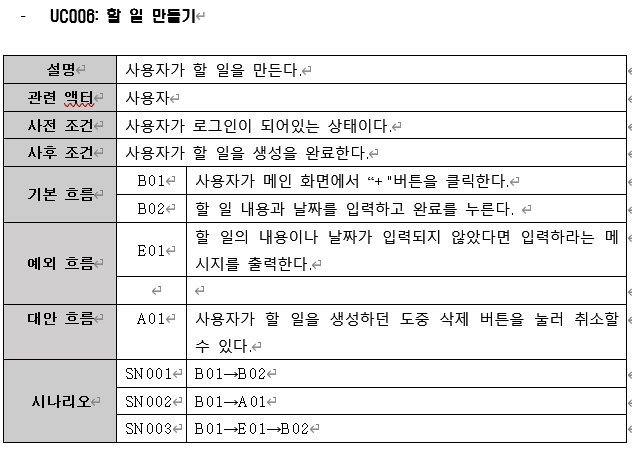 - UC006: 할 일 만들기
설명 사용자가 할 일을 만든다.
관련 액터 사용자
사전 조건 사용자가 로그인이 되어있는 상태이다.
사후 조건 사용자가 할 일을 생성을 완료한다.
기본 흐름 B01 사용자가 메인 화면에서 “+ "버튼을 클릭한다.
B02 할 일 내용과 날짜를 입력하고 완료를 누른다.
예외 흐름 E01 할 일의 내용이나 날짜가 입력되지 않았다면 입력하라는 메
시지를 출력한다.
대안 흐름 A01 사용자가 할 일을 생성하던 도중 삭제 버튼을 눌러 취소할
수 있다.
시나리오 SN001 B01→B02
SN002 B01→A01
SN003 B01→E01→B02